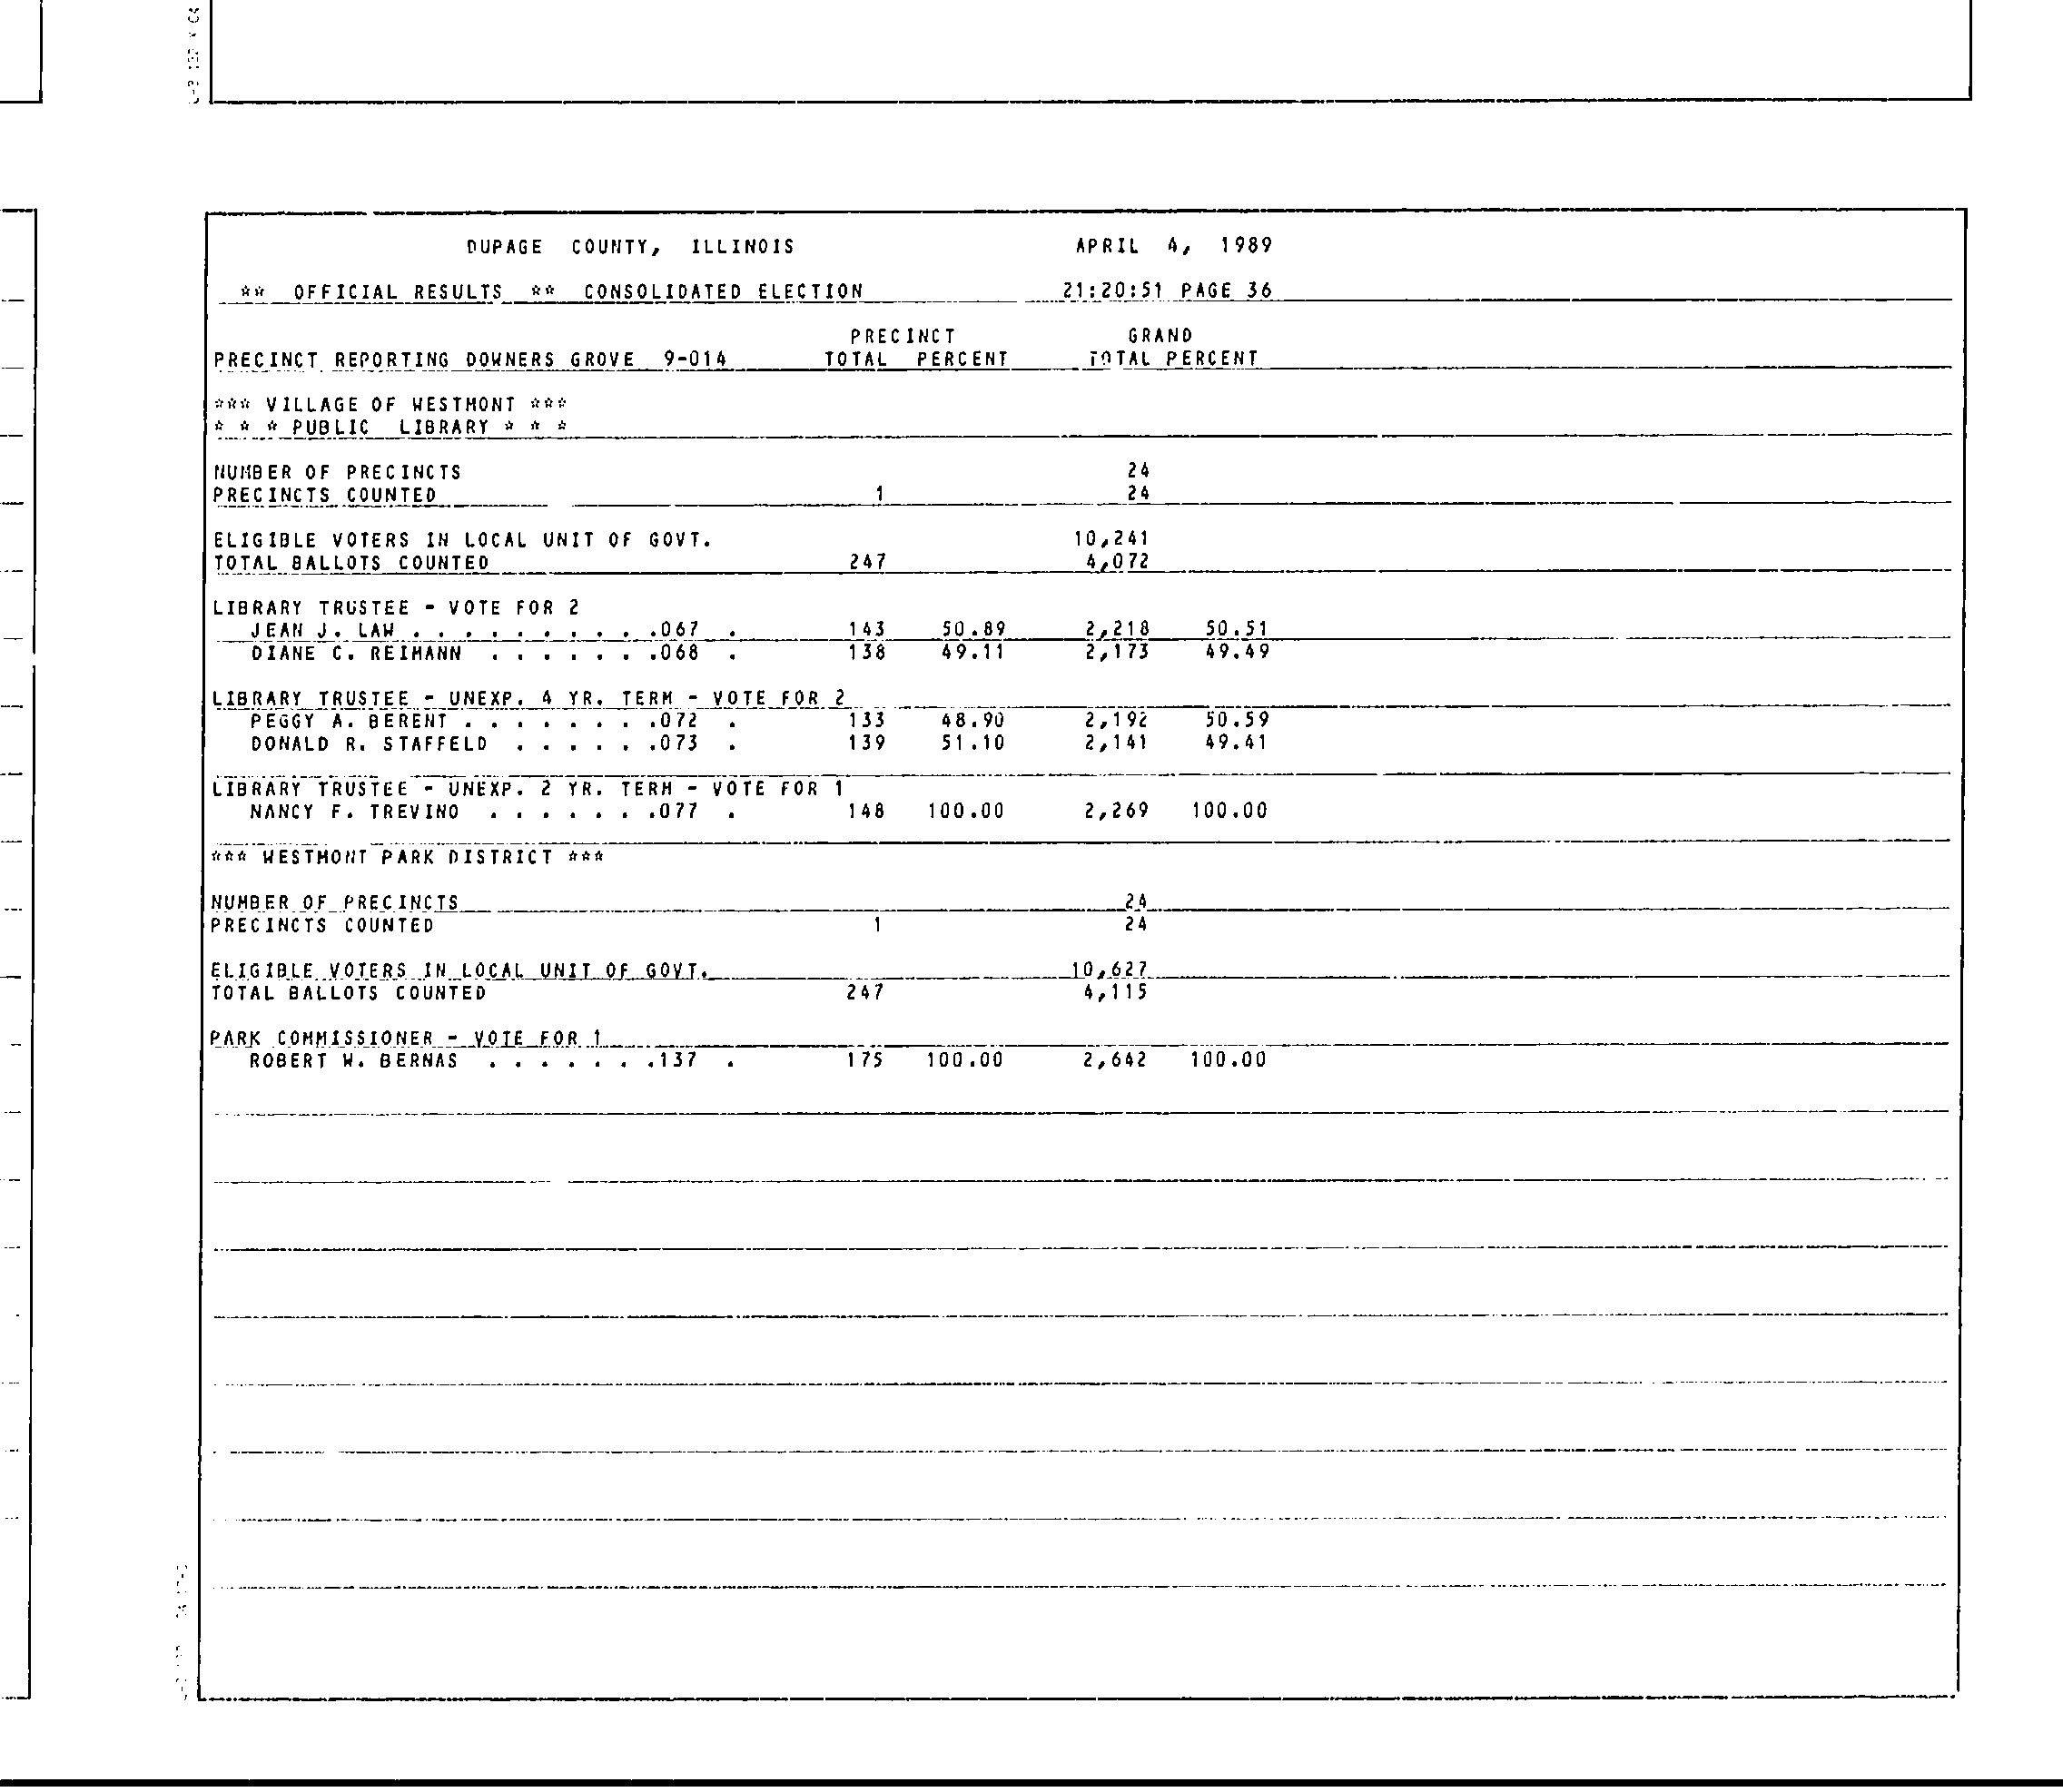 DUPAGE COUNTY, ILLINOIS APRIL 4, 1989
** OFFICIAL RESULTS ** CONSOLIDATED ELECTION 21:20:51 PAGE 36
PRECINCT GRAND
PRECINCT REPORTING DOWNERS GROVE 9-014 TOTAL PERCENT TOTAL PERCENT
*** VILLAGE OF WESTMONT ***
* * * PUBLIC LIBRARY * * *
NUMBER OF PRECINCTS 24
PRECINCTS COUNTED 1 24
ELIGIBLE VOTERS IN LOCAL UNIT OF GOVT. 10,241
TOTAL BALLOTS COUNTED 247 4,072
LIBRARY TRUSTEE - VOTE FOR 2
JEAN J. LAW . . . . . . . . . .067 . 143 50.89 2,218 50.51
DIANE C. REIMANN . . . . . . .068 . 138 49.11 2,173 49.49
LIBRARY TRUSTEE - UNEXP. 4 YR. TERM - VOTE FOR 2
PEGGY A. BERENT . . . . . . . .072 . 133 48.90 2,192 50.59
DONALD R. STAFFELD . . . . . .073 . 139 51.10 2,141 49.41
LIBRARY TRUSTEE - UNEXP. 2 YR. TERM - VOTE FOR 1
NANCY F. TREVINO . . . . . . .077 . 148 100.00 2,269 100.00
*** WESTMONT PARK DISTRICT ***
NUMBER OF PRECINCTS 24
PRECINCTS COUNTED 1 24
ELIGIBLE VOTERS IN LOCAL UNIT OF GOVT. 10,627
TOTAL BALLOTS COUNTED 247 4,115
PARK COMMISSIONER - VOTE FOR 1
ROBERT W. BERNAS . . . . . . .137 . 175 100.00 2,642 100.00